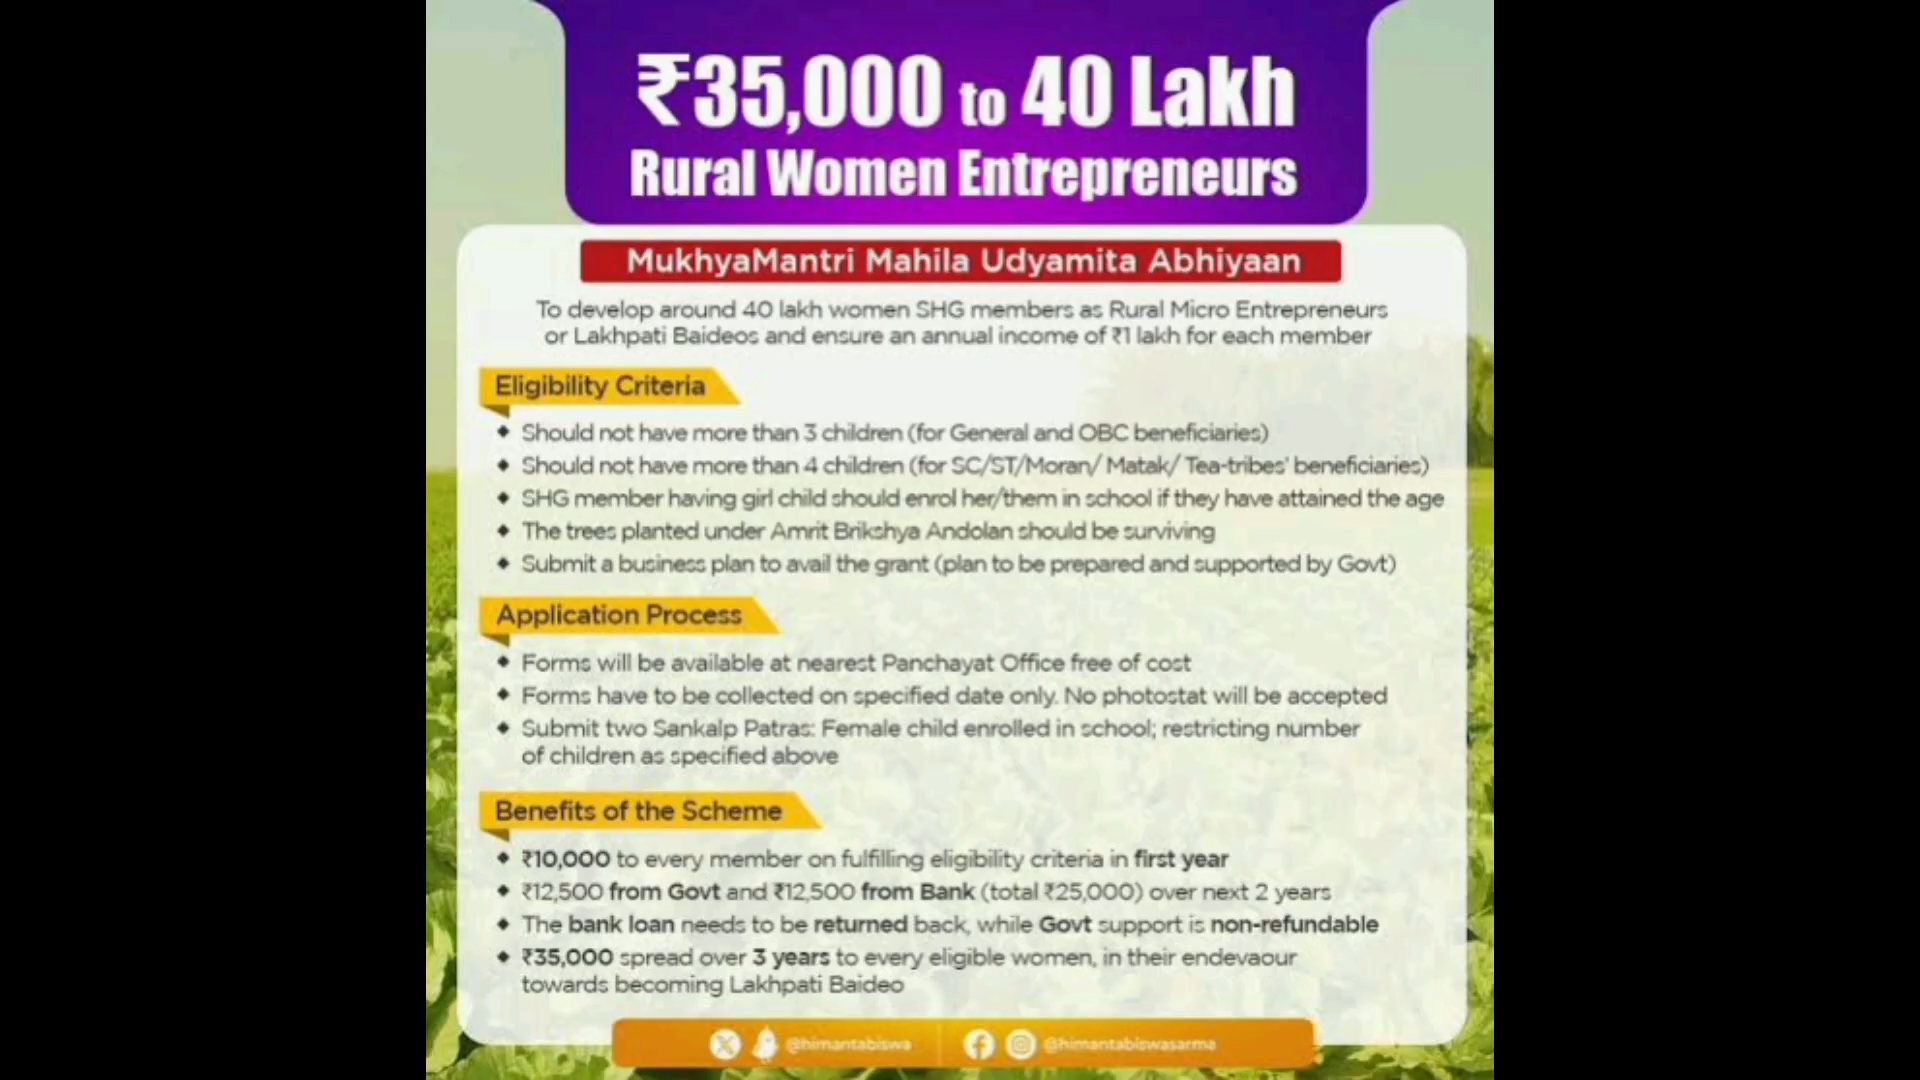 ₹35,000 to 40 Lakh
Rural Women Entrepreneurs
MukhyaMantri Mahila Udyamita Abhiyaan
To develop around 40 lakh women SHG members as Rural Micro Entrepreneurs
or Lakhpati Baideos and ensure an annual income of ₹1 lakh for each member
Eligibility Criteria
◆ Should not have more than 3 children (for General and OBC beneficiaries)
◆ Should not have more than 4 children (for SC/ST/Moran/ Matak/ Tea-tribes' beneficiaries)
◆ SHG member having girl child should enrol her/them in school if they have attained the age
◆ The trees planted under Amrit Brikshya Andolan should be surviving
◆ Submit a business plan to avail the grant (plan to be prepared and supported by Govt)
Application Process
◆ Forms will be available at nearest Panchayat Office free of cost
◆ Forms have to be collected on specified date only. No photostat will be accepted
◆ Submit two Sankalp Patras: Female child enrolled in school; restricting number
of children as specified above
Benefits of the Scheme
◆ ₹10,000 to every member on fulfilling eligibility criteria in first year
◆ ₹12,500 from Govt and ₹12,500 from Bank (total ₹25,000) over next 2 years
◆ The bank loan needs to be returned back, while Govt support is non-refundable
◆ ₹35,000 spread over 3 years to every eligible women, in their endevaour
towards becoming Lakhpati Baideo
@himantabiswa @himantabiswasarma